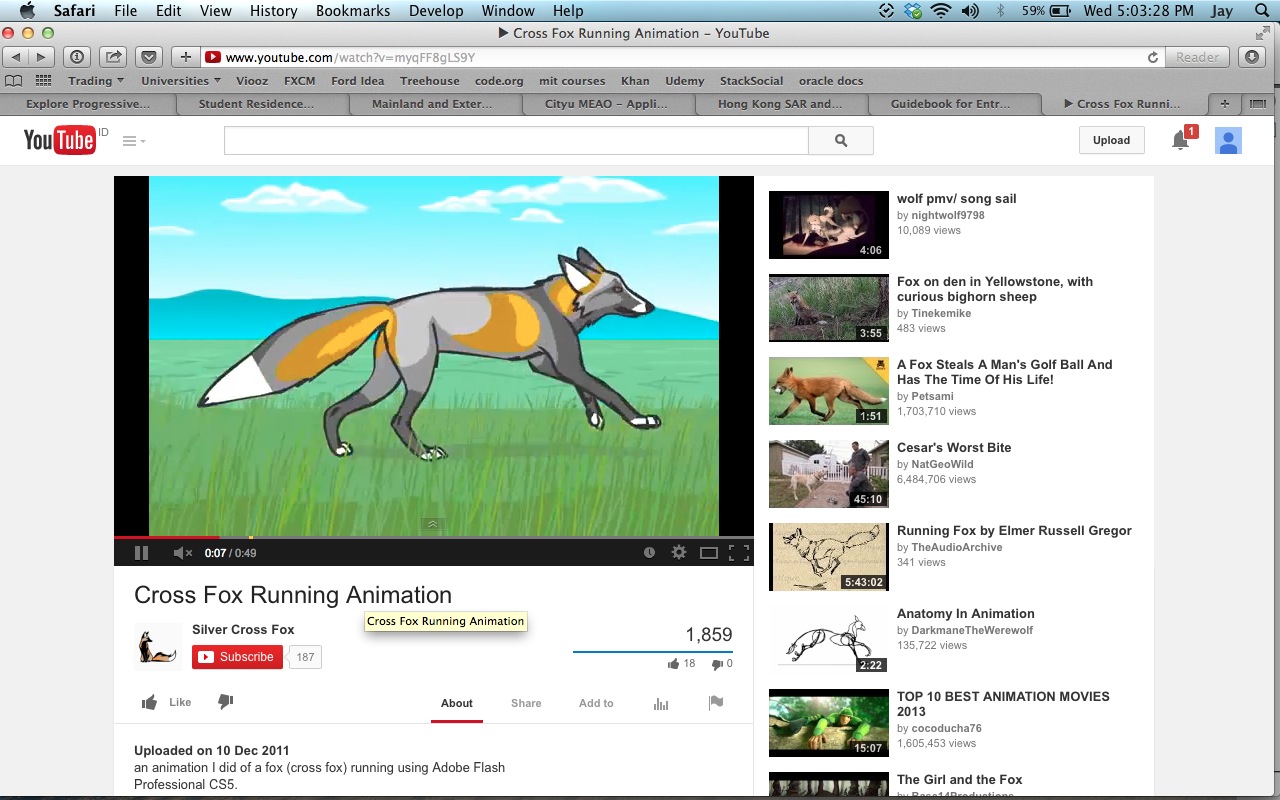 Safari File Edit View History Bookmarks Develop Window Help 59% Wed 5:03:28 PM Jay
Cross Fox Running Animation – YouTube
www.youtube.com/watch?v=myqFF8gLS9Y Reader
Trading Universities Viooz FXCM Ford Idea Treehouse code.org mit courses Khan Udemy StackSocial oracle docs
Explore Progressive... Student Residence... Mainland and Exter... Cityu MEAO – Appli... Hong Kong SAR and... Guidebook for Entr... Cross Fox Runni...
YouTube ID Upload 1
0:07 / 0:49
Cross Fox Running Animation
Cross Fox Running Animation
Silver Cross Fox
Subscribe 187
1,859
18 0
Like
About Share Add to
Uploaded on 10 Dec 2011
an animation I did of a fox (cross fox) running using Adobe Flash
Professional CS5.
wolf pmv/ song sail
by nightwolf9798
10,089 views
4:06
Fox on den in Yellowstone, with
curious bighorn sheep
by Tinekemike
483 views
3:55
A Fox Steals A Man's Golf Ball And
Has The Time Of His Life!
by Petsami
1,703,710 views
1:51
Cesar's Worst Bite
by NatGeoWild
6,484,706 views
45:10
Running Fox by Elmer Russell Gregor
by TheAudioArchive
341 views
5:43:02
Anatomy In Animation
by DarkmaneTheWerewolf
135,722 views
2:22
TOP 10 BEST ANIMATION MOVIES
2013
by cocoducha76
1,605,453 views
15:07
The Girl and the Fox
by Base14Productions